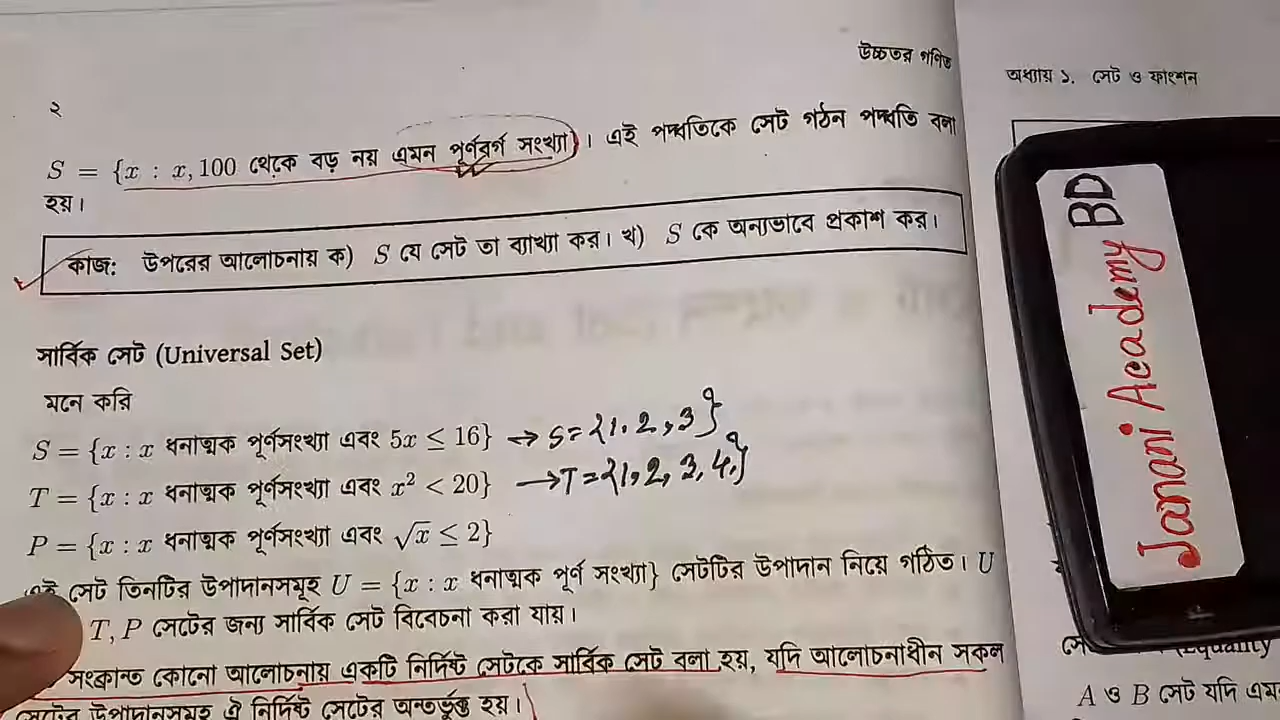 উচ্চতর গণিত
২
S = {x : x, 100 থেকে বড় নয় এমন পূর্ণবর্গ সংখ্যা}। এই পদ্ধতিকে সেট গঠন পদ্ধতি বলা
হয়।
কাজ: উপরের আলোচনায় ক) S যে সেট তা ব্যাখ্যা কর। খ) S কে অন্যভাবে প্রকাশ কর।
সার্বিক সেট (Universal Set)
মনে করি
S = {x : x ধনাত্মক পূর্ণসংখ্যা এবং 5x ≤ 16} → S={1, 2, 3}
T = {x : x ধনাত্মক পূর্ণসংখ্যা এবং x² < 20} → T={1, 2, 3, 4,}
P = {x : x ধনাত্মক পূর্ণসংখ্যা এবং √x ≤ 2}
এই সেট তিনটির উপাদানসমূহ U = {x : x ধনাত্মক পূর্ণ সংখ্যা} সেটটির উপাদান নিয়ে গঠিত। U
T, P সেটের জন্য সার্বিক সেট বিবেচনা করা যায়।
সংক্রান্ত কোনো আলোচনায় একটি নির্দিষ্ট সেটকে সার্বিক সেট বলা হয়, যদি আলোচনাধীন সকল
সেটের উপাদানসমূহ ঐ নির্দিষ্ট সেটের অন্তর্ভুক্ত হয়।
অধ্যায় ১. সেট ও ফাংশন
Janani Academy BD
(Equality
A ও B সেট যদি এমন